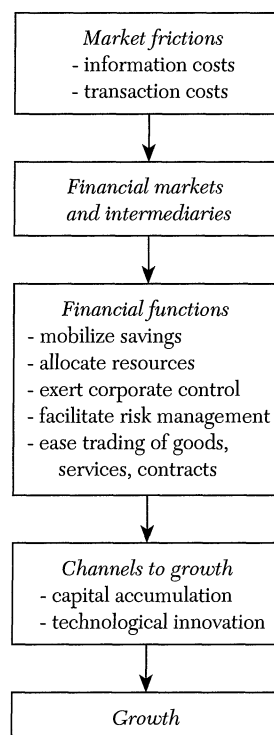 Market frictions
- information costs
- transaction costs
Financial markets
and intermediaries
Financial functions
- mobilize savings
- allocate resources
- exert corporate control
- facilitate risk management
- ease trading of goods,
services, contracts
Channels to growth
- capital accumulation
- technological innovation
Growth